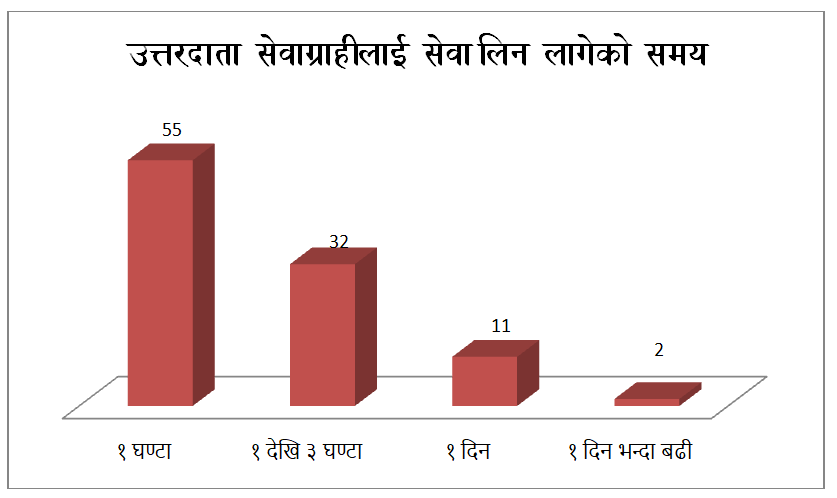 उत्तरदाता सेवाग्राहीलाई सेवा लिन लागेको समय
55
32
11
2
१ घण्टा
१ देखि ३ घण्टा
१ दिन
१ दिन भन्दा बढी